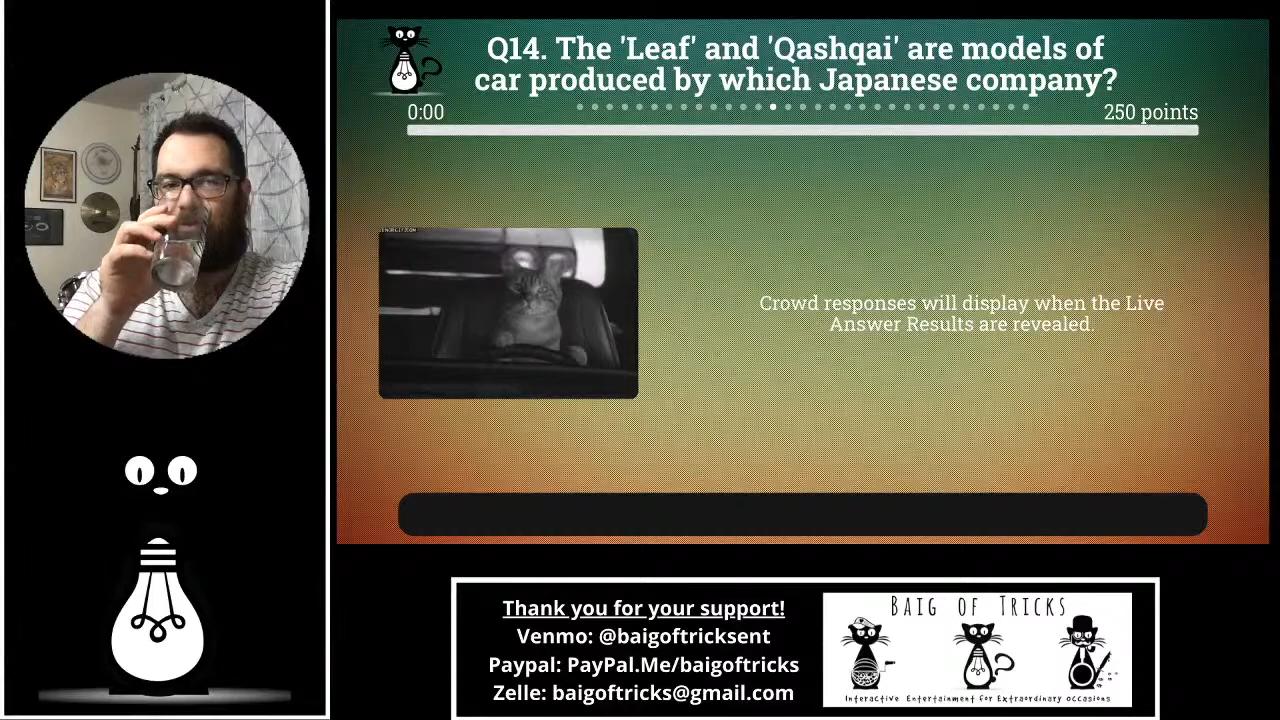 Q14. The 'Leaf' and 'Qashqai' are models of
car produced by which Japanese company?
0:00
250 points
Crowd responses will display when the Live
Answer Results are revealed.
Thank you for your support!
Venmo: @baigoftricksent
Paypal: PayPal.Me/baigoftricks
Zelle: baigoftricks@gmail.com
BAIG OF TRICKS
Interactive Entertainment for Extraordinary occasions